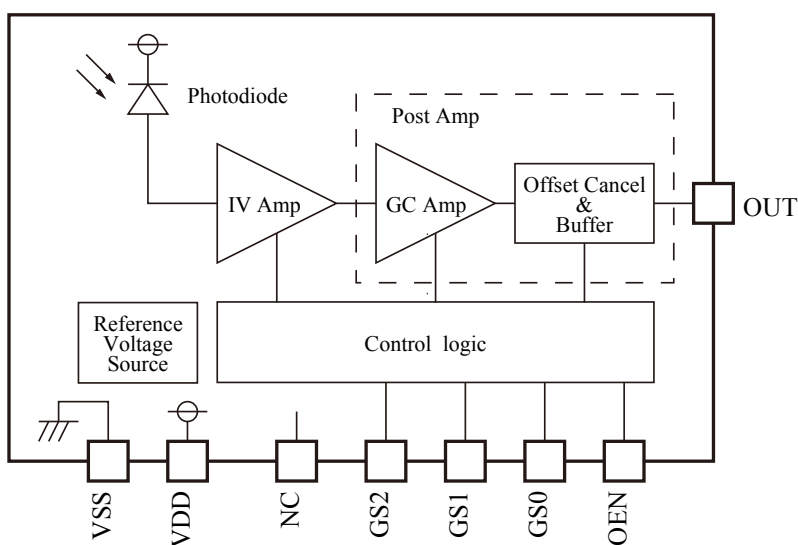 Photodiode
Post Amp
IV Amp
GC Amp
Offset Cancel
&
Buffer
OUT
Reference
Voltage
Source
Control logic
VSS
VDD
NC
GS2
GS1
GS0
OEN